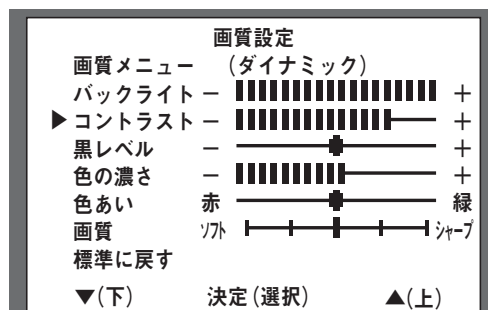 画質設定
画質メニュー （ダイナミック）
バックライト − +
▶コントラスト − +
黒レベル − +
色の濃さ − +
色あい 赤 緑
画質 ソフト シャープ
標準に戻す
▼（下） 決定（選択） ▲（上）